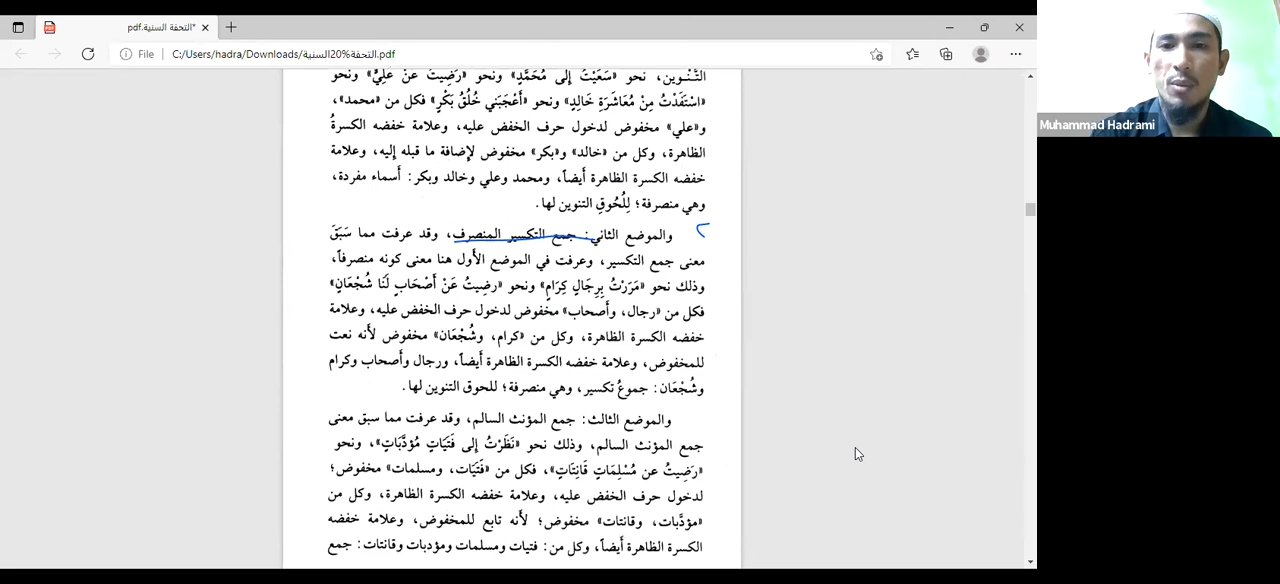 التحفة السنية.pdf*
File
C:/Users/hadra/Downloads/التحفة%20السنية.pdf
Muhammad Hadrami
التَّنْوين، نحو «سَعَيْتُ إلى مُحَمَّدٍ» ونحو «رَضِيتُ عَنْ عَلِيٍّ» ونحو
«اسْتَفَدْتُ مِنْ مُعَاشَرَةِ خَالِدٍ» ونحو «أَعْجَبَني خُلُقُ بَكْرٍ» فكل من «محمد»،
و«علي» مخفوض لدخول حرف الخفض عليه، وعلامة خفضه الكسرةُ
الظاهرة، وكل من «خالد» و«بكر» مخفوض لإضافة ما قبله إليه، وعلامة
خفضه الكسرة الظاهرة أيضاً، ومحمد وعلي وخالد وبكر: أسماء مفردة،
وهي منصرفة؛ لِلُحُوقِ التنوين لها.
والموضع الثاني: جمع التكسير المنصرف، وقد عرفت مما سَبَقَ
معنى جمع التكسير، وعرفت في الموضع الأول هنا معنى كونه منصرفاً،
وذلك نحو «مَرَرْتُ بِرِجَالٍ كِرَامٍ» ونحو «رضِيتُ عَنْ أَصْحَابٍ لَنَا شُجْعَانٍ»
فكل من «رجال، وأصحاب» مخفوض لدخول حرف الخفض عليه، وعلامة
خفضه الكسرة الظاهرة، وكل من «كرام، وشُجْعَان» مخفوض لأنه نعت
للمخفوض، وعلامة خفضه الكسرة الظاهرة أيضاً، ورجال وأصحاب وكرام
وشُجْعَان: جموعُ تكسير، وهي منصرفة؛ للحوق التنوين لها.
والموضع الثالث: جمع المؤنث السالم، وقد عرفت مما سبق معنى
جمع المؤنث السالم، وذلك نحو «نَظَرْتُ إلى فَتَيَاتٍ مُؤدَّبَاتٍ»، ونحو
«رَضِيتُ عن مُسْلِمَاتٍ قَانِتَاتٍ»، فكل من «فَتَيَات، ومسلمات» مخفوض؛
لدخول حرف الخفض عليه، وعلامة خفضه الكسرة الظاهرة، وكل من
«مؤدَّبات، وقانتات» مخفوض؛ لأنه تابع للمخفوض، وعلامة خفضه
الكسرة الظاهرة أيضاً، وكل من: فتيات ومسلمات ومؤدبات وقانتات: جمع